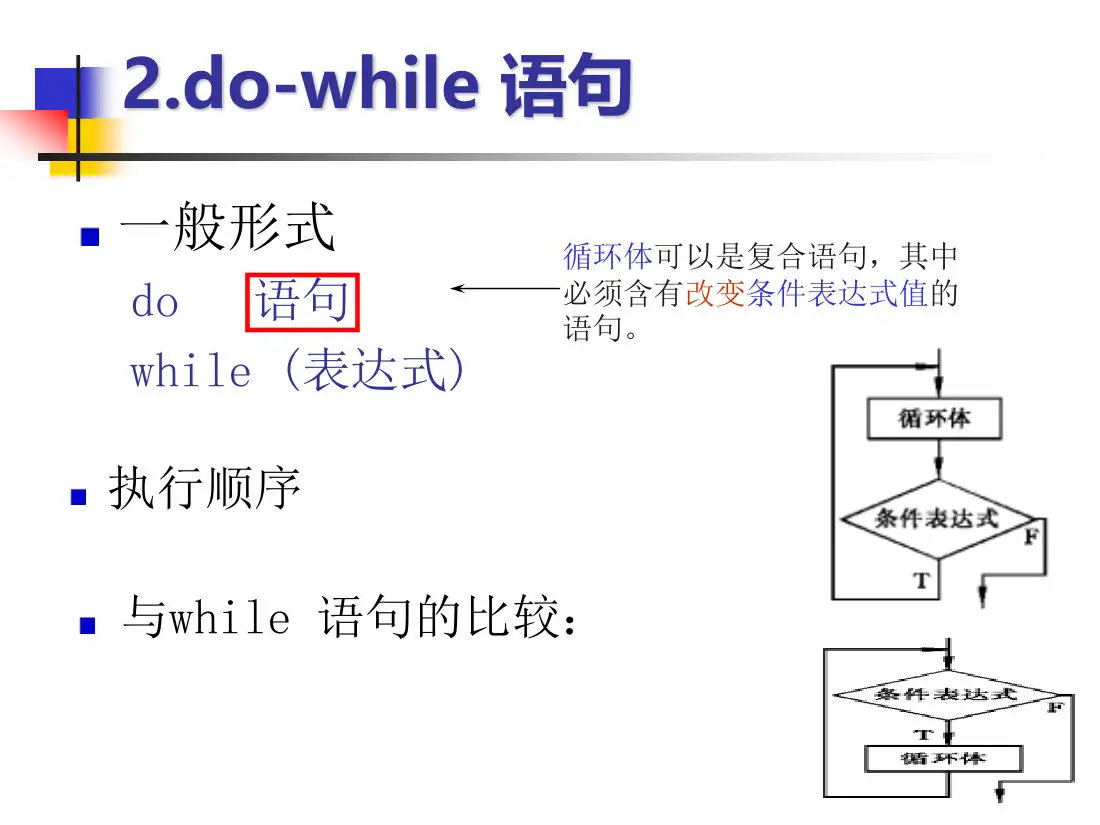 2.do-while 语句
一般形式
do 语句
while (表达式)
循环体可以是复合语句，其中
必须含有改变条件表达式值的
语句。
执行顺序
与while 语句的比较：
循环体
条件表达式
F
T
条件表达式
F
T
循环体